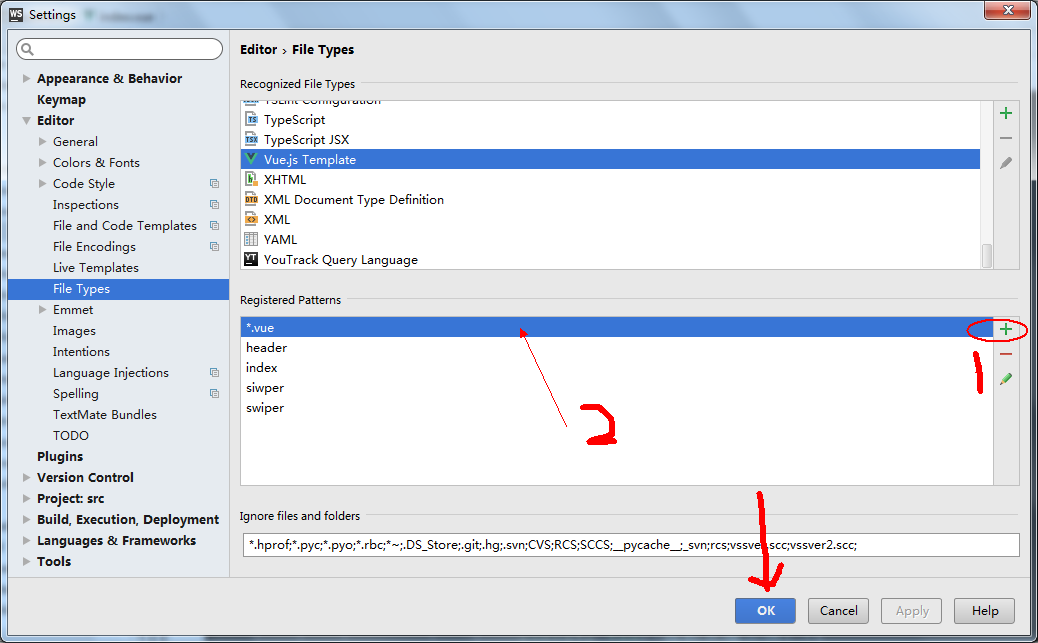 WS Settings
Editor › File Types
Appearance & Behavior
Keymap
Editor
General
Colors & Fonts
Code Style
Inspections
File and Code Templates
File Encodings
Live Templates
File Types
Emmet
Images
Intentions
Language Injections
Spelling
TextMate Bundles
TODO
Plugins
Version Control
Project: src
Build, Execution, Deployment
Languages & Frameworks
Tools
Recognized File Types
TSLint Configuration
TS TypeScript
TSX TypeScript JSX
Vue.js Template
XHTML
DTD XML Document Type Definition
XML
YAML
YT YouTrack Query Language
Registered Patterns
*.vue
header
index
siwper
swiper
1
2
Ignore files and folders
*.hprof;*.pyc;*.pyo;*.rbc;*~;.DS_Store;.git;.hg;.svn;CVS;RCS;SCCS;__pycache__;_svn;rcs;
vssver2.scc;
OK
Cancel
Apply
Help